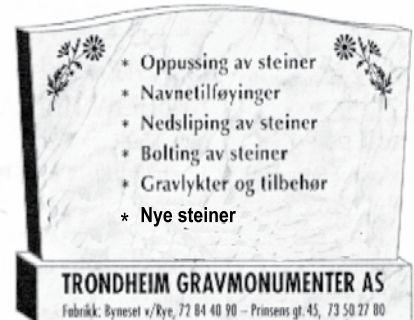 * Oppussing av steiner
* Navnetilføyinger
* Nedsliping av steiner
* Bolting av steiner
* Gravlykter og tilbehør
* Nye steiner
TRONDHEIM GRAVMONUMENTER AS
Fabrikk: Byneset v/Rye, 72 84 40 90 – Prinsens gt. 45, 73 50 27 80